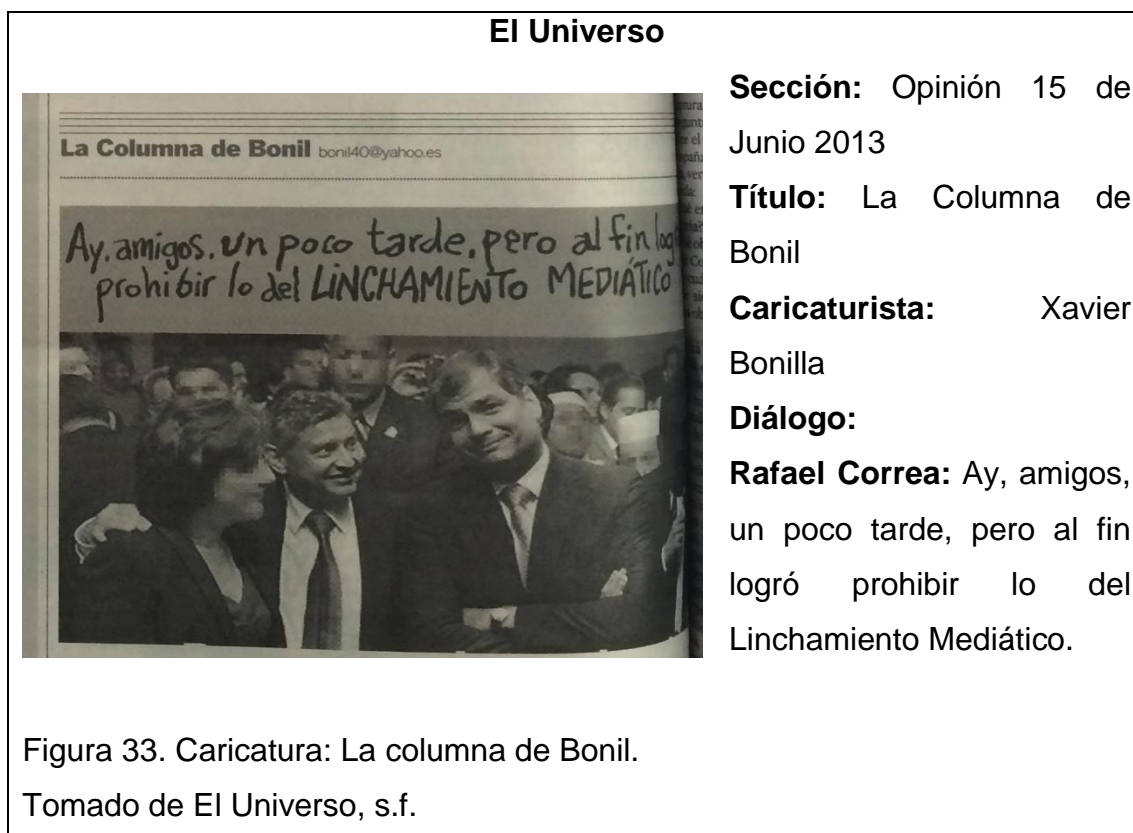 El Universo
La Columna de Bonil bonil40@yahoo.es
Ay, amigos, un poco tarde, pero al fin
prohibir lo del LINCHAMIENTO MEDIÁTICO
Sección: Opinión 15 de
Junio 2013
Título: La Columna de
Bonil
Caricaturista: Xavier
Bonilla
Diálogo:
Rafael Correa: Ay, amigos,
un poco tarde, pero al fin
logró prohibir lo del
Linchamiento Mediático.
Figura 33. Caricatura: La columna de Bonil.
Tomado de El Universo, s.f.